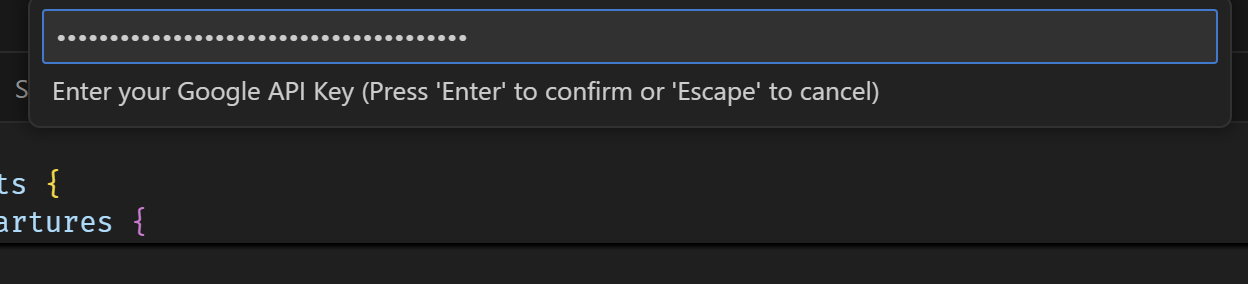 •••••••••••••••••••••••••••••••••••••••
Enter your Google API Key (Press 'Enter' to confirm or 'Escape' to cancel)
S
ts {
artures {